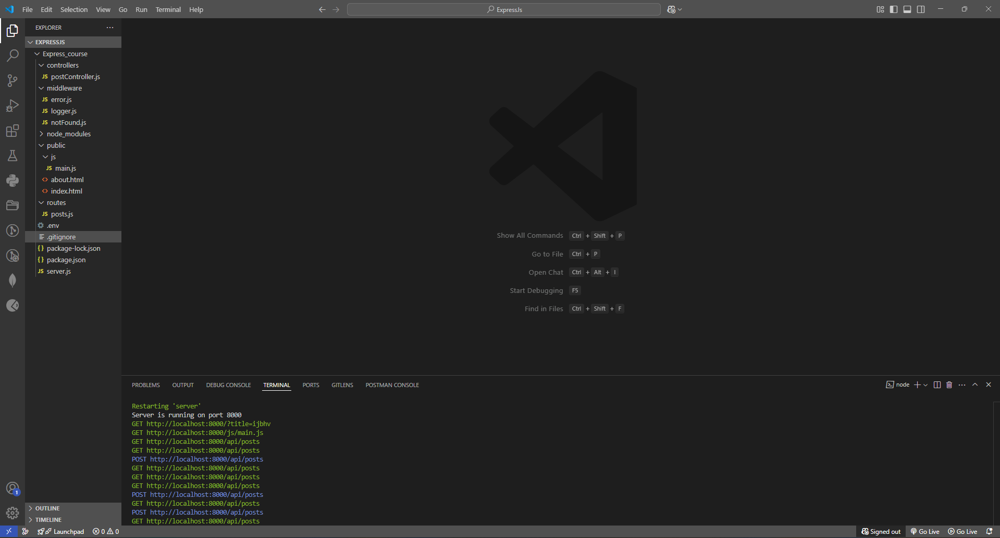 File Edit Selection View Go Run Terminal Help
ExpressJs
EXPLORER
EXPRESSJS
Express_course
controllers
JS postController.js
middleware
JS error.js
JS logger.js
JS notFound.js
node_modules
public
js
JS main.js
<> about.html
<> index.html
routes
JS posts.js
.env
.gitignore
{} package-lock.json
{} package.json
JS server.js
OUTLINE
TIMELINE
Show All Commands Ctrl + Shift + P
Go to File Ctrl + P
Open Chat Ctrl + Alt + I
Start Debugging F5
Find in Files Ctrl + Shift + F
PROBLEMS OUTPUT DEBUG CONSOLE TERMINAL PORTS GITLENS POSTMAN CONSOLE
node
Restarting 'server'
Server is running on port 8000
GET http://localhost:8000/?title=ijbhv
GET http://localhost:8000/js/main.js
GET http://localhost:8000/api/posts
GET http://localhost:8000/api/posts
POST http://localhost:8000/api/posts
GET http://localhost:8000/api/posts
GET http://localhost:8000/api/posts
GET http://localhost:8000/api/posts
POST http://localhost:8000/api/posts
GET http://localhost:8000/api/posts
POST http://localhost:8000/api/posts
GET http://localhost:8000/api/posts
1
Launchpad 0 0
Signed out Go Live Go Live